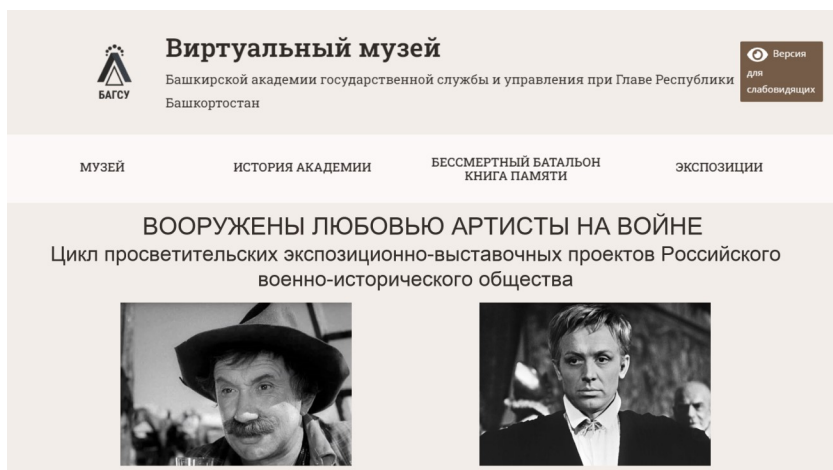 Виртуальный музей
Башкирской академии государственной службы и управления при Главе Республики
Башкортостан
БАГСУ
Версия
для
слабовидящих
МУЗЕЙ
ИСТОРИЯ АКАДЕМИИ
БЕССМЕРТНЫЙ БАТАЛЬОН
КНИГА ПАМЯТИ
ЭКСПОЗИЦИИ
ВООРУЖЕНЫ ЛЮБОВЬЮ АРТИСТЫ НА ВОЙНЕ
Цикл просветительских экспозиционно-выставочных проектов Российского
военно-исторического общества